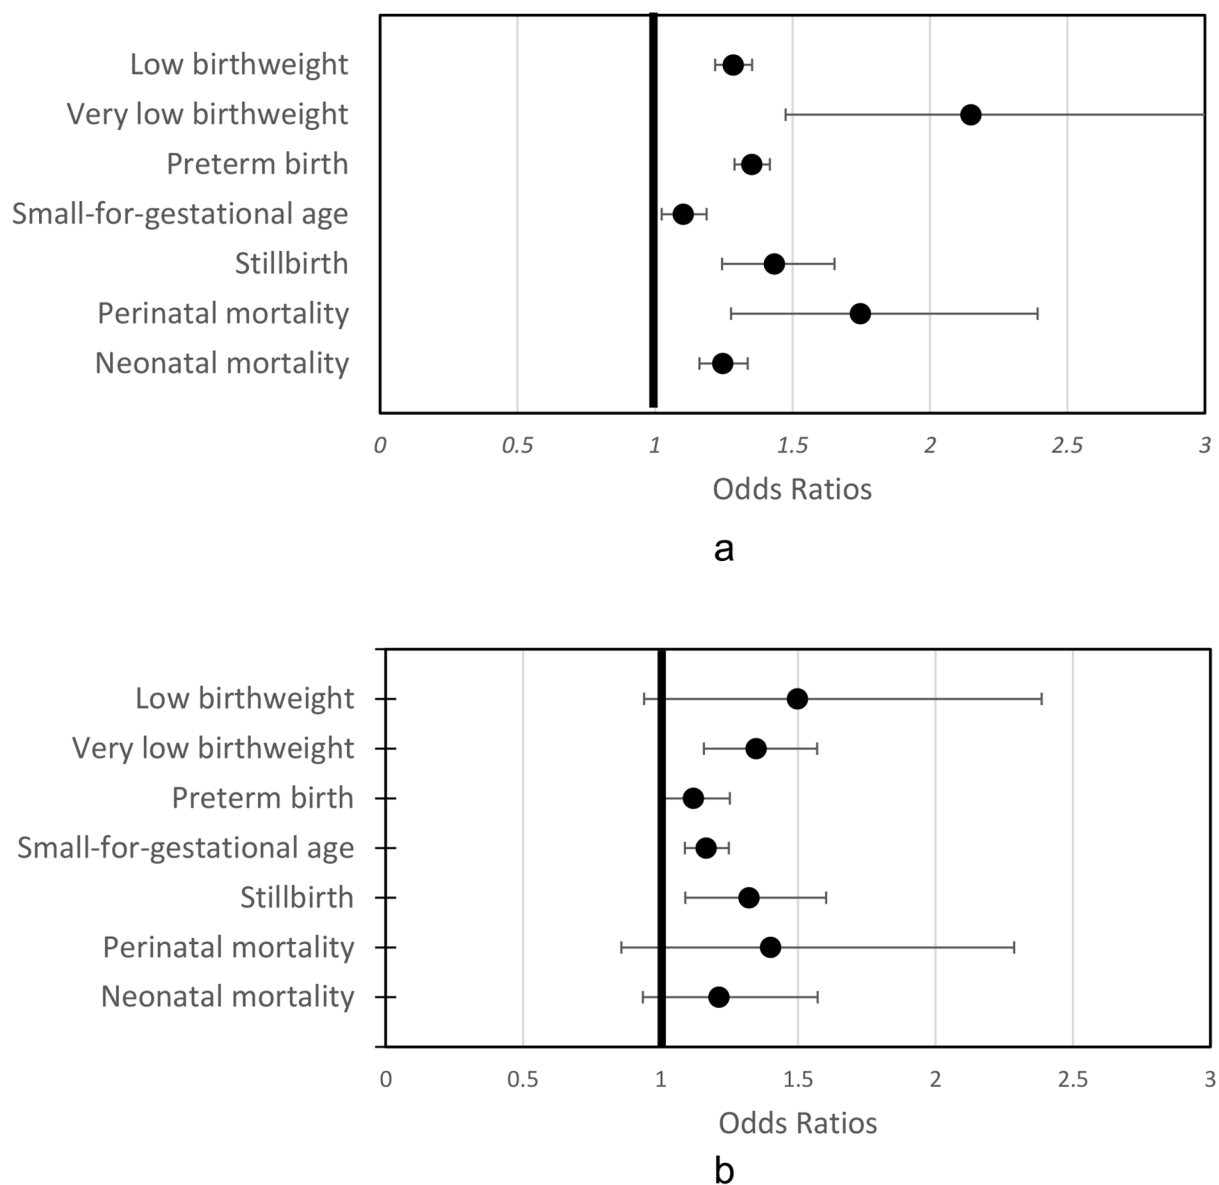 Low birthweight
Very low birthweight
Preterm birth
Small-for-gestational age
Stillbirth
Perinatal mortality
Neonatal mortality
0 0.5 1 1.5 2 2.5 3
Odds Ratios
a
Low birthweight
Very low birthweight
Preterm birth
Small-for-gestational age
Stillbirth
Perinatal mortality
Neonatal mortality
0 0.5 1 1.5 2 2.5 3
Odds Ratios
b